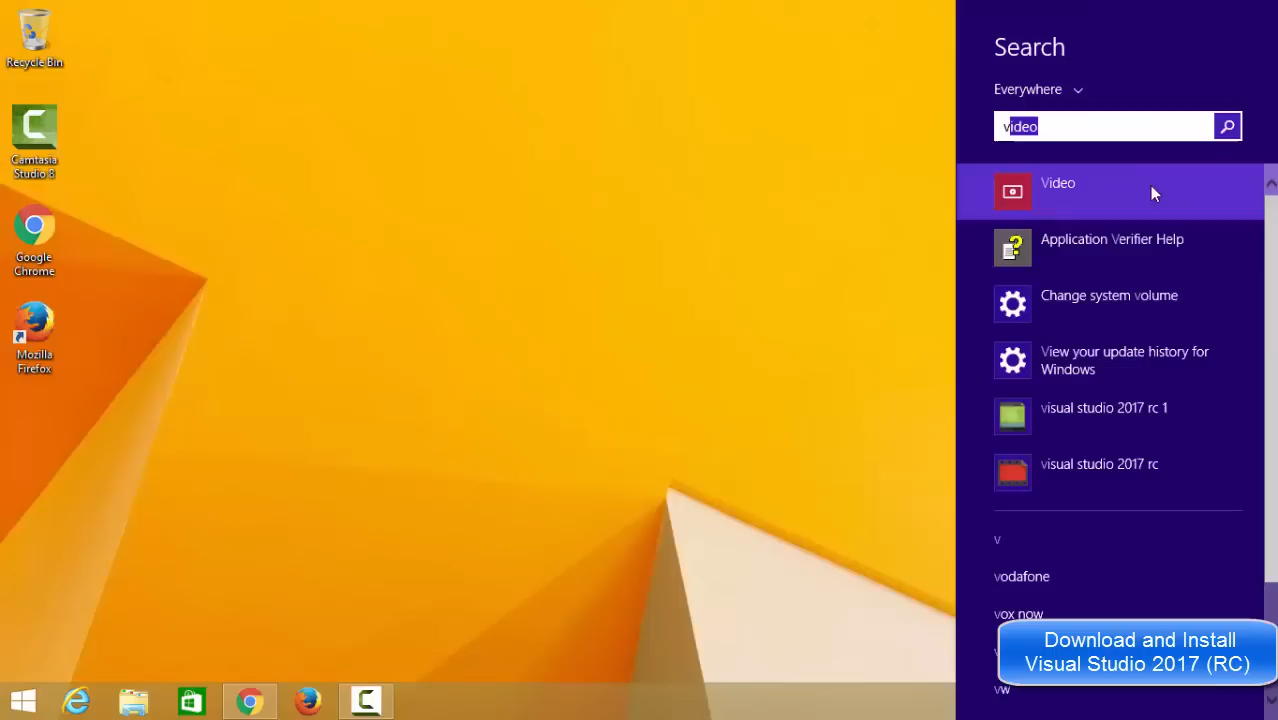 Recycle Bin
Camtasia
Studio 8
Google
Chrome
Mozilla
Firefox
Search
Everywhere
video
Video
Application Verifier Help
Change system volume
View your update history for
Windows
visual studio 2017 rc 1
visual studio 2017 rc
v
vodafone
vox now
vw
Download and Install
Visual Studio 2017 (RC)